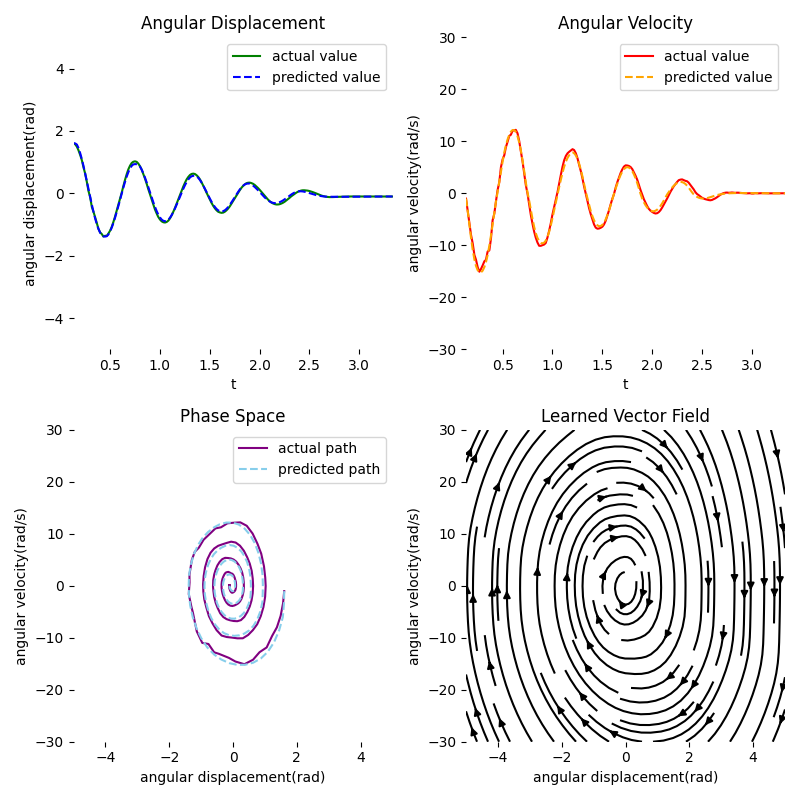 Angular Displacement
angular displacement(rad)
4
2
0
−2
−4
actual value
predicted value
0.5 1.0 1.5 2.0 2.5 3.0
t
Angular Velocity
angular velocity(rad/s)
30
20
10
0
−10
−20
−30
actual value
predicted value
0.5 1.0 1.5 2.0 2.5 3.0
t
Phase Space
angular velocity(rad/s)
30
20
10
0
−10
−20
−30
actual path
predicted path
−4 −2 0 2 4
angular displacement(rad)
Learned Vector Field
angular velocity(rad/s)
30
20
10
0
−10
−20
−30
−4 −2 0 2 4
angular displacement(rad)